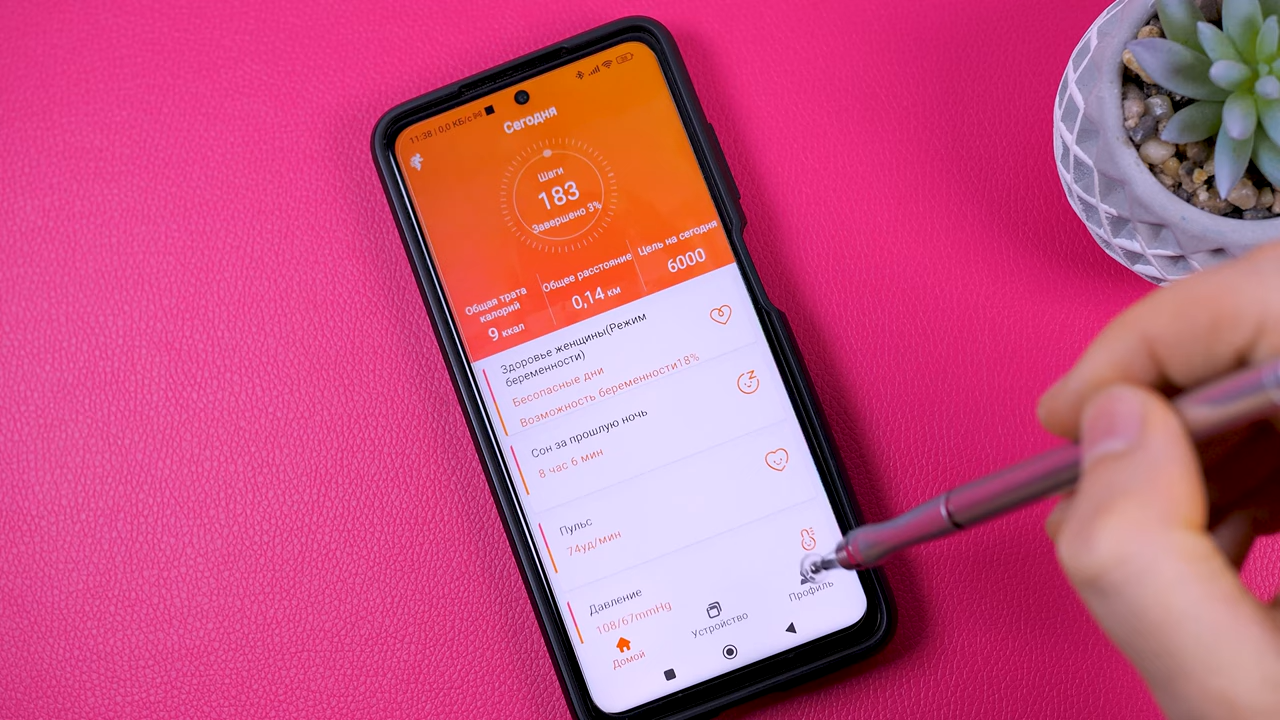 11:38 | 0,0 КБ/с
38
Сегодня
Шаги
183
Завершено 3%
Общая трата
калорий
9 ккал
Общее расстояние
0,14 км
Цель на сегодня
6000
Здоровье женщины(Режим
беременности)
Бесопасные дни
Возможность беременности18%
Сон за прошлую ночь
8 час 6 мин
Пульс
74уд/мин
Давление
108/67mmHg
Домой
Устройство
Профиль